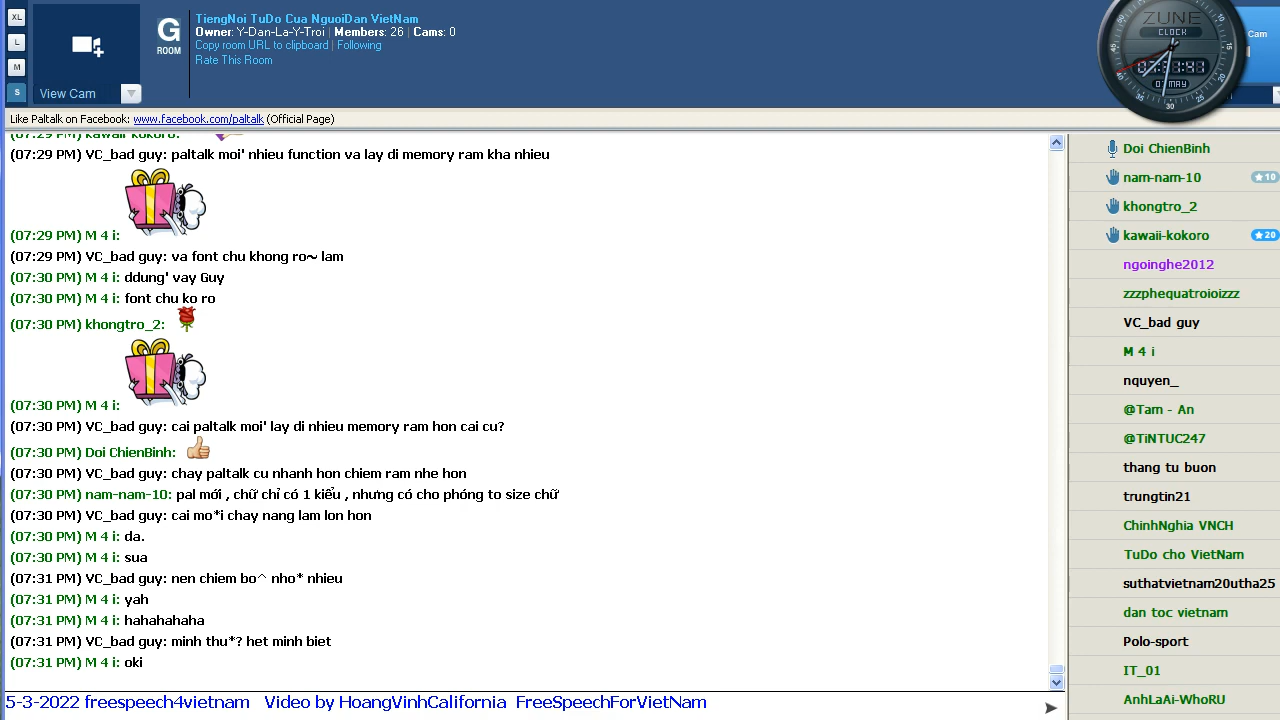 XL
L
M
S
View Cam
G
ROOM
TiengNoi TuDo Cua NguoiDan VietNam
Owner: Y-Dan-La-Y-Troi | Members: 26 | Cams: 0
Copy room URL to clipboard | Following
Rate This Room
ZUNE
CLOCK
03 MAY
Cam
Like Paltalk on Facebook: www.facebook.com/paltalk (Official Page)
(07:29 PM) kawaii kokoro:
(07:29 PM) VC_bad guy: paltalk moi' nhieu function va lay di memory ram kha nhieu
(07:29 PM) M 4 i:
(07:29 PM) VC_bad guy: va font chu khong ro~ lam
(07:30 PM) M 4 i: ddung' vay Guy
(07:30 PM) M 4 i: font chu ko ro
(07:30 PM) khongtro_2:
(07:30 PM) M 4 i:
(07:30 PM) VC_bad guy: cai paltalk moi' lay di nhieu memory ram hon cai cu?
(07:30 PM) Doi ChienBinh:
(07:30 PM) VC_bad guy: chay paltalk cu nhanh hon chiem ram nhe hon
(07:30 PM) nam-nam-10: pal mới , chữ chỉ có 1 kiểu , nhưng có cho phóng to size chữ
(07:30 PM) VC_bad guy: cai mo*i chay nang lam lon hon
(07:30 PM) M 4 i: da.
(07:30 PM) M 4 i: sua
(07:31 PM) VC_bad guy: nen chiem bo^ nho* nhieu
(07:31 PM) M 4 i: yah
(07:31 PM) M 4 i: hahahahaha
(07:31 PM) VC_bad guy: minh thu*? het minh biet
(07:31 PM) M 4 i: oki
Doi ChienBinh
nam-nam-10 10
khongtro_2
kawaii-kokoro 20
ngoinghe2012
zzzphequatroioizzz
VC_bad guy
M 4 i
nquyen_
@Tam - An
@TiNTUC247
thang tu buon
trungtin21
ChinhNghia VNCH
TuDo cho VietNam
suthatvietnam20utha25
dan toc vietnam
Polo-sport
IT_01
AnhLaAi-WhoRU
5-3-2022 freespeech4vietnam Video by HoangVinhCalifornia FreeSpeechForVietNam